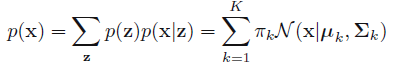 p(x) = ∑_z p(z)p(x|z) = ∑_{k=1}^{K} π_k 𝒩(x|μ_k, Σ_k)